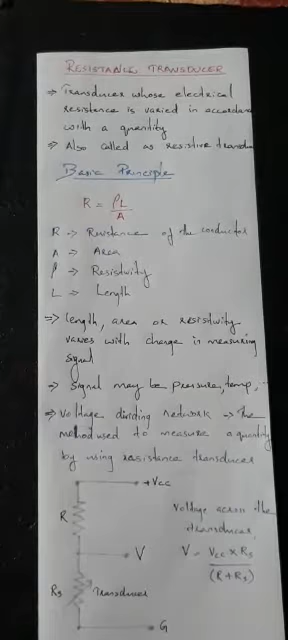 RESISTANCE TRANSDUCER
⇒ Transducer whose electrical
resistance is varied in accordance
with a quantity
⇒ Also called as resistive transdu
Basic Principle
R = ρL/A
R ⇒ Resistance of the conductor
A ⇒ Area
ρ ⇒ Resistivity
L ⇒ Length
⇒ Length, area or resistivity
varies with change in measuring
signal
⇒ Signal may be pressure, temp,..
⇒ Voltage dividing network → The
method used to measure a quantity
by using resistance transducer
+Vcc
R
Voltage across the
transducer,
V
V = Vcc × Rs/(R + Rs)
Rs
Transducer
G